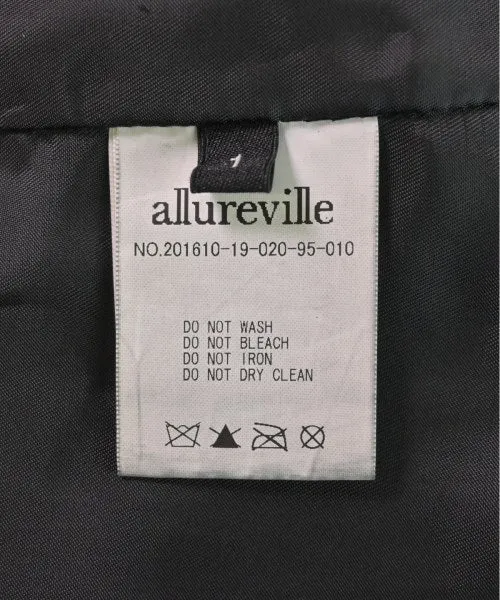 1
allureville
NO.201610-19-020-95-010
DO NOT WASH
DO NOT BLEACH
DO NOT IRON
DO NOT DRY CLEAN